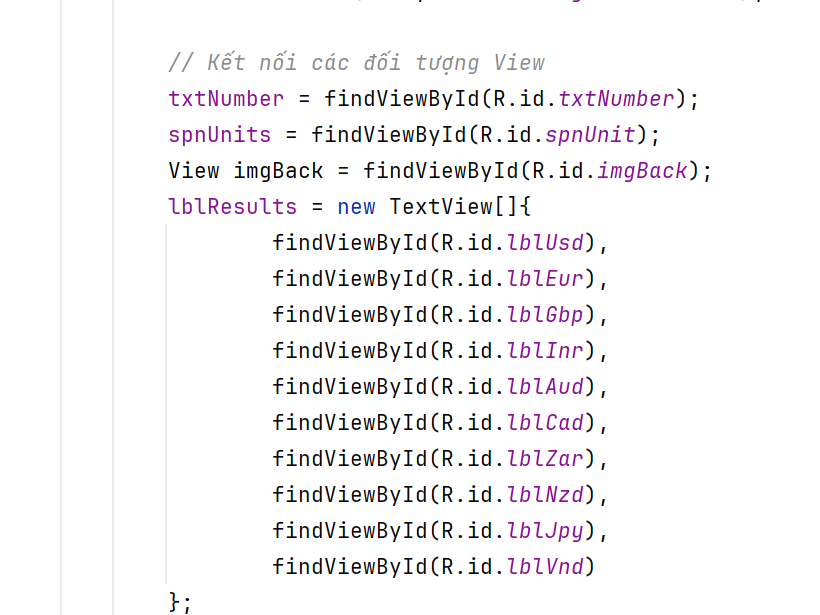 // Kết nối các đối tượng View
txtNumber = findViewById(R.id.txtNumber);
spnUnits = findViewById(R.id.spnUnit);
View imgBack = findViewById(R.id.imgBack);
lblResults = new TextView[]{
findViewById(R.id.lblUsd),
findViewById(R.id.lblEur),
findViewById(R.id.lblGbp),
findViewById(R.id.lblInr),
findViewById(R.id.lblAud),
findViewById(R.id.lblCad),
findViewById(R.id.lblZar),
findViewById(R.id.lblNzd),
findViewById(R.id.lblJpy),
findViewById(R.id.lblVnd)
};